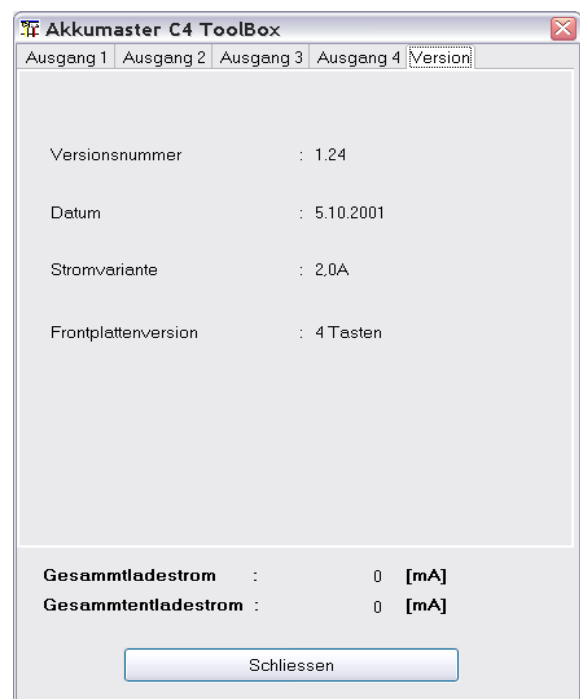 Akkumaster C4 ToolBox
Ausgang 1 Ausgang 2 Ausgang 3 Ausgang 4 Version
Versionsnummer : 1.24
Datum : 5.10.2001
Stromvariante : 2,0A
Frontplattenversion : 4 Tasten
Gesammtladestrom : 0 [mA]
Gesammtentladestrom : 0 [mA]
Schliessen